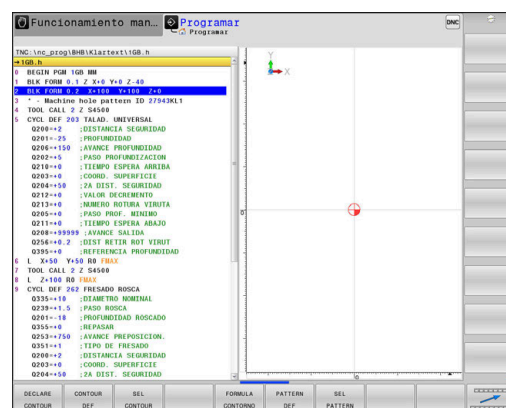 Funcionamiento man...
Programar
Programar
DNC
TNC:\nc_prog\BHB\Klartext\1GB.h
→1GB.h
0 BEGIN PGM 1GB MM
1 BLK FORM 0.1 Z X+0 Y+0 Z-40
2 BLK FORM 0.2 X+100 Y+100 Z+0
3 * - Machine hole pattern ID 27943KL1
4 TOOL CALL 2 Z S4500
5 CYCL DEF 203 TALAD. UNIVERSAL
Q200=+2 ;DISTANCIA SEGURIDAD
Q201=-25 ;PROFUNDIDAD
Q206=+150 ;AVANCE PROFUNDIDAD
Q202=+5 ;PASO PROFUNDIZACION
Q210=+0 ;TIEMPO ESPERA ARRIBA
Q203=+0 ;COORD. SUPERFICIE
Q204=+50 ;2A DIST. SEGURIDAD
Q212=+0 ;VALOR DECREMENTO
Q213=+0 ;NUMERO ROTURA VIRUTA
Q205=+0 ;PASO PROF. MINIMO
Q211=+0 ;TIEMPO ESPERA ABAJO
Q208=+99999 ;AVANCE SALIDA
Q256=+0.2 ;DIST RETIR ROT VIRUT
Q395=+0 ;REFERENCIA PROFUNDIDAD
6 L X+50 Y+50 R0 FMAX
7 TOOL CALL 2 Z S4500
8 L Z+100 R0 FMAX
9 CYCL DEF 262 FRESADO ROSCA
Q335=+10 ;DIAMETRO NOMINAL
Q239=+1.5 ;PASO ROSCA
Q201=-18 ;PROFUNDIDAD ROSCADO
Q355=+0 ;REPASAR
Q253=+750 ;AVANCE PREPOSICION.
Q351=+1 ;TIPO DE FRESADO
Q200=+2 ;DISTANCIA SEGURIDAD
Q203=+0 ;COORD. SUPERFICIE
Q204=+50 ;2A DIST. SEGURIDAD
Y
X
0
0
DECLARE CONTOUR
CONTOUR DEF
SEL CONTOUR
FORMULA CONTORNO
PATTERN DEF
SEL PATTERN